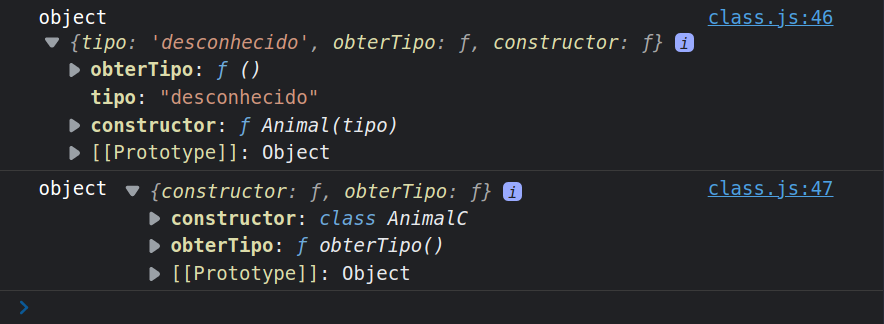 object class.js:46
▼ {tipo: 'desconhecido', obterTipo: ƒ, constructor: ƒ} i
▶ obterTipo: ƒ ()
tipo: "desconhecido"
▶ constructor: ƒ Animal(tipo)
▶ [[Prototype]]: Object
object ▼ {constructor: ƒ, obterTipo: ƒ} i class.js:47
▶ constructor: class AnimalC
▶ obterTipo: ƒ obterTipo()
▶ [[Prototype]]: Object
>